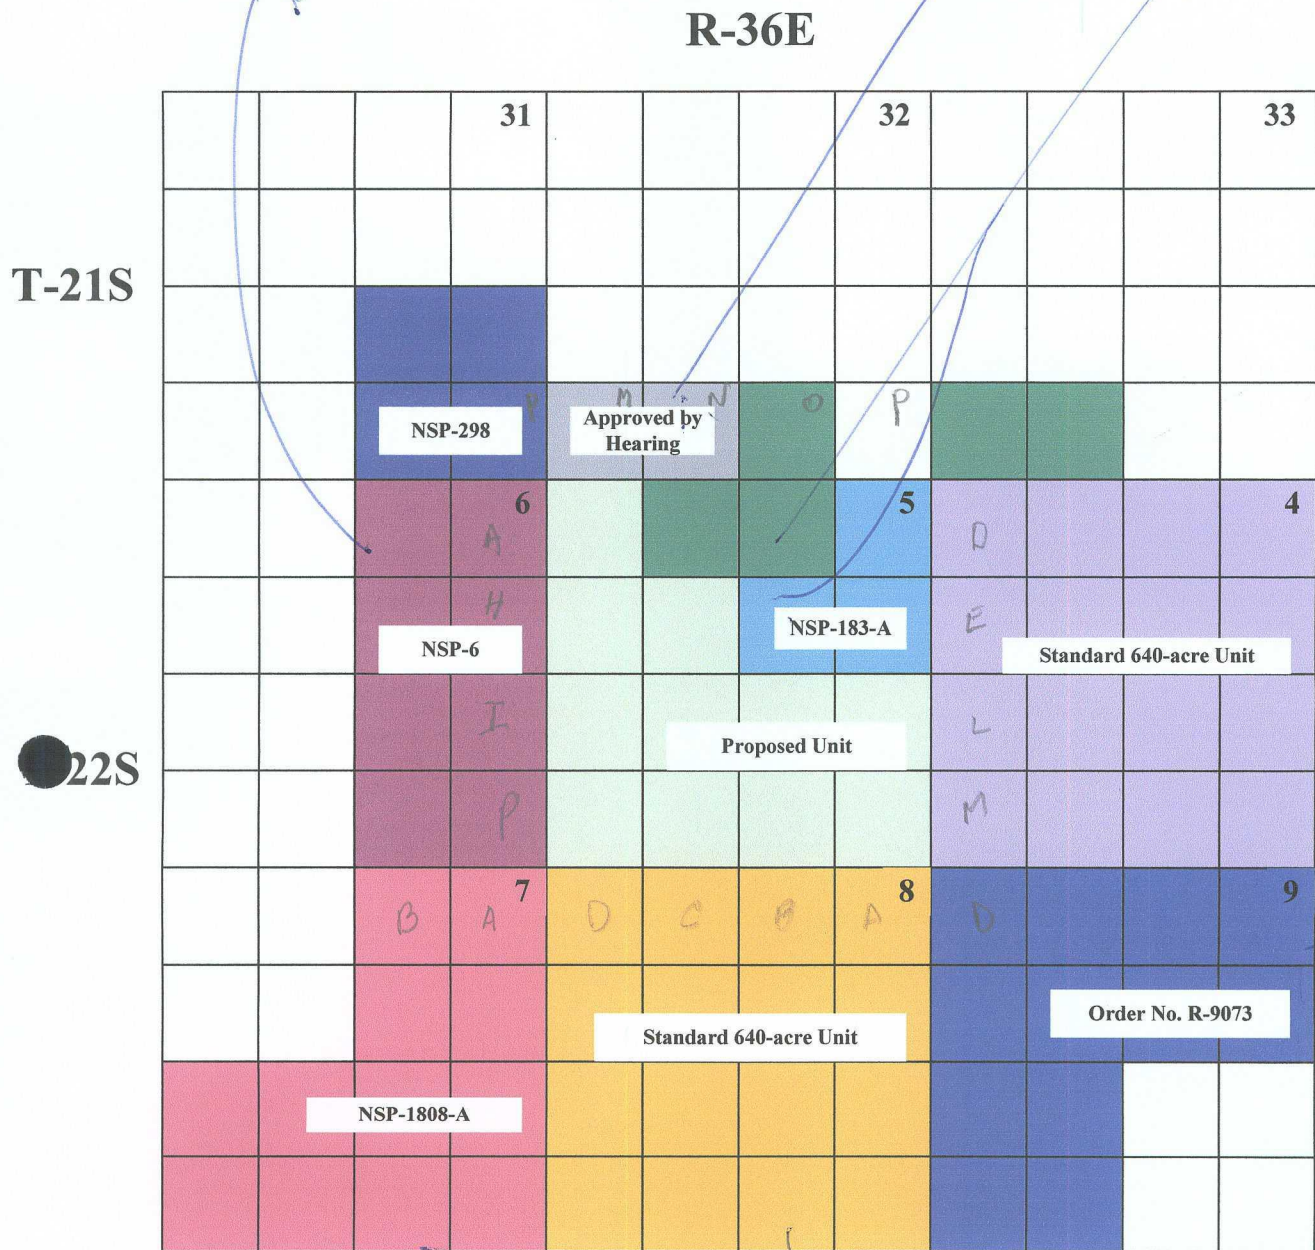 R-36E
31 32 33
T-21S
P M N O P
NSP-298
Approved by
Hearing
6 5 4
A D
H E
NSP-183-A
NSP-6
Standard 640-acre Unit
I L
Proposed Unit
22S
P M
7 8 9
B A D C B A D
Order No. R-9073
Standard 640-acre Unit
NSP-1808-A